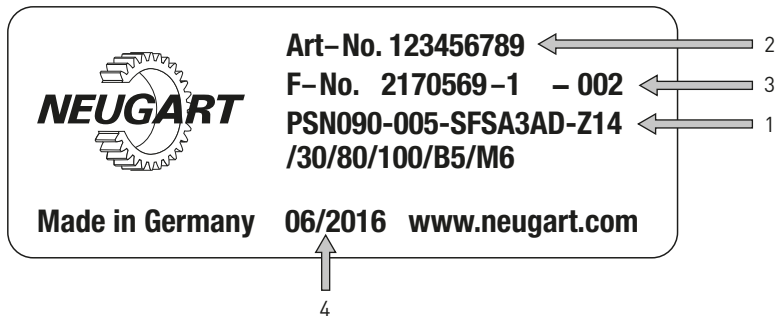 Art-No. 123456789 2
F-No. 2170569-1 - 002 3
NEUGART
PSN090-005-SFSA3AD-Z14 1
/30/80/100/B5/M6
Made in Germany 06/2016 www.neugart.com
4